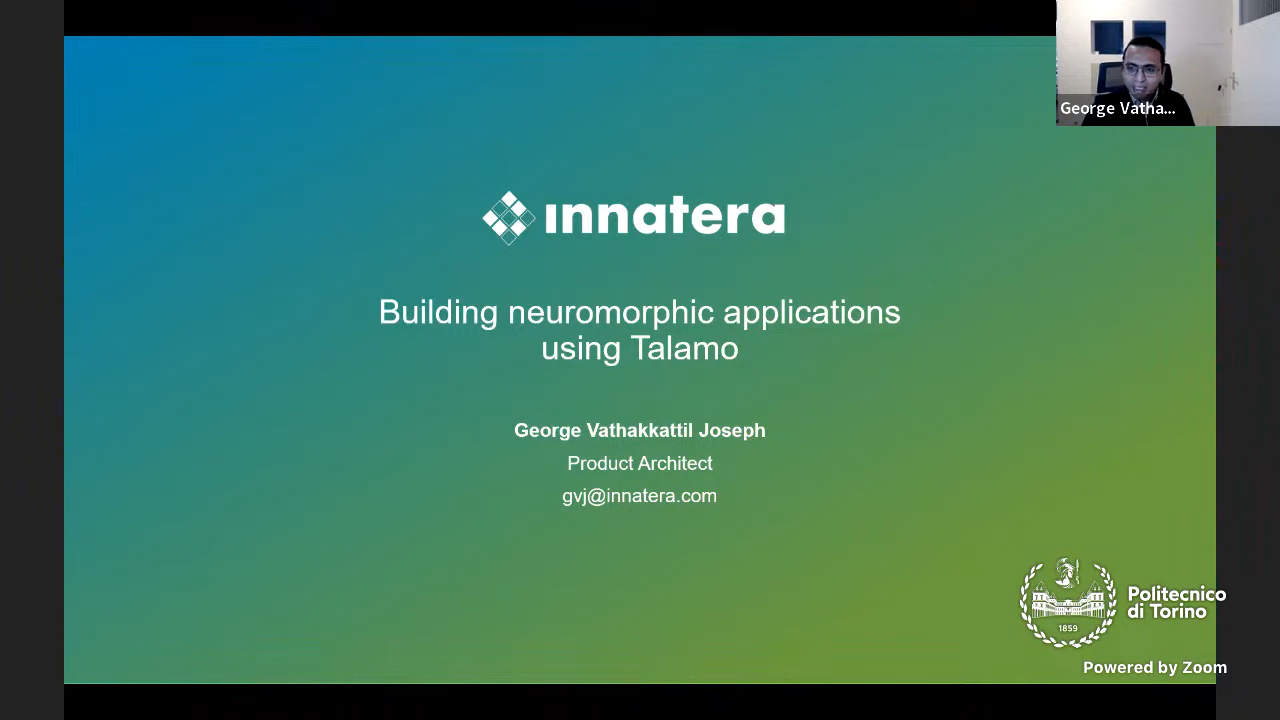 George Vatha...
innatera
Building neuromorphic applications
using Talamo
George Vathakkattil Joseph
Product Architect
gvj@innatera.com
Politecnico
di Torino
1859
Powered by Zoom